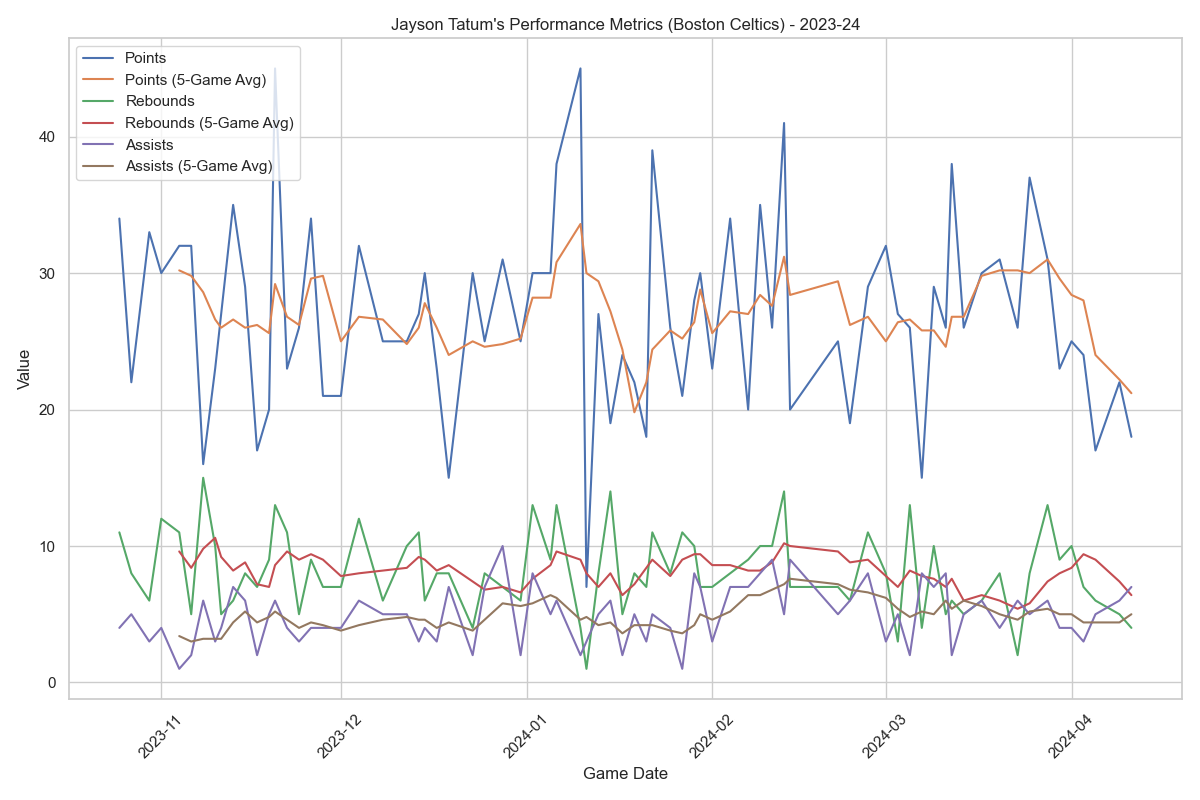 Jayson Tatum's Performance Metrics (Boston Celtics) - 2023-24
Points
Points (5-Game Avg)
Rebounds
Rebounds (5-Game Avg)
Assists
Assists (5-Game Avg)
40
30
20
10
0
Value
2023-11
2023-12
2024-01
2024-02
2024-03
2024-04
Game Date